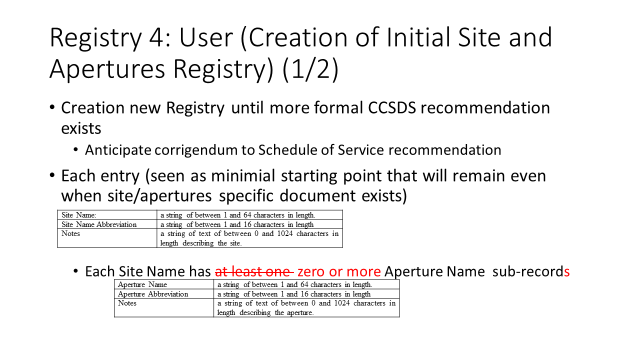 Registry 4: User (Creation of Initial Site and
Apertures Registry) (1/2)
• Creation new Registry until more formal CCSDS recommendation
exists
• Anticipate corrigendum to Schedule of Service recommendation
• Each entry (seen as minimial starting point that will remain even
when site/apertures specific document exists)
Site Name: a string of between 1 and 64 characters in length.
Site Name Abbreviation a string of between 1 and 16 characters in length
Notes a string of text of between 0 and 1024 characters in
length describing the site.
• Each Site Name has at least one zero or more Aperture Name sub-records
Aperture Name a string of between 1 and 64 characters in length.
Aperture Abbreviation a string of between 1 and 16 characters in length
Notes a string of text of between 0 and 1024 characters in
length describing the aperture.